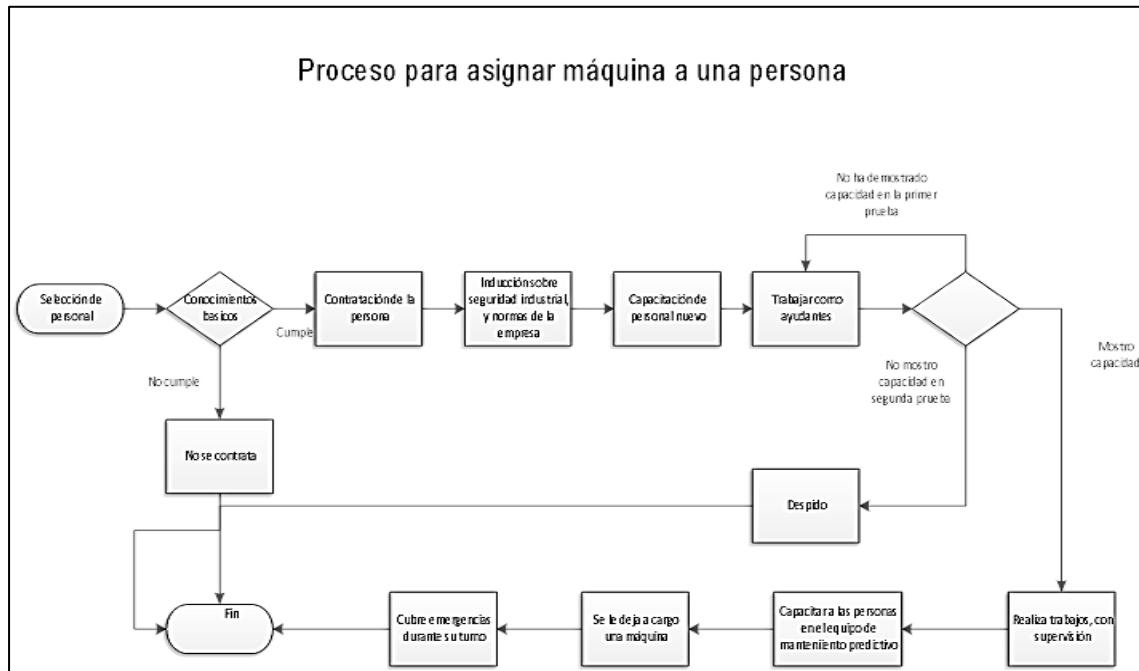 Proceso para asignar máquina a una persona
No ha demostrado
capacidad en la primer
prueba
Selección de
personal
Conocimientos
basicos
Cumple
Contratación de la
persona
Inducción sobre
seguridad industrial,
y normas de la
empresa
Capacitación de
personal nuevo
Trabajar como
ayudantes
Mostro
capacidad
No mostro
capacidad en
segunda prueba
No cumple
No se contrata
Despido
Fin
Cubre emergencias
durante su turno
Se le deja a cargo
una máquina
Capacitar a las personas
en el equipo de
mantenimiento predictivo
Realiza trabajos, con
supervisión